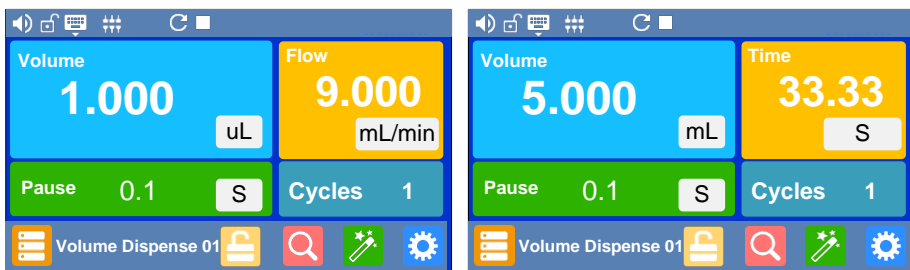 Volume
1.000
uL
Flow
9.000
mL/min
Pause 0.1 S
Cycles 1
Volume Dispense 01
Volume
5.000
mL
Time
33.33
S
Pause 0.1 S
Cycles 1
Volume Dispense 01